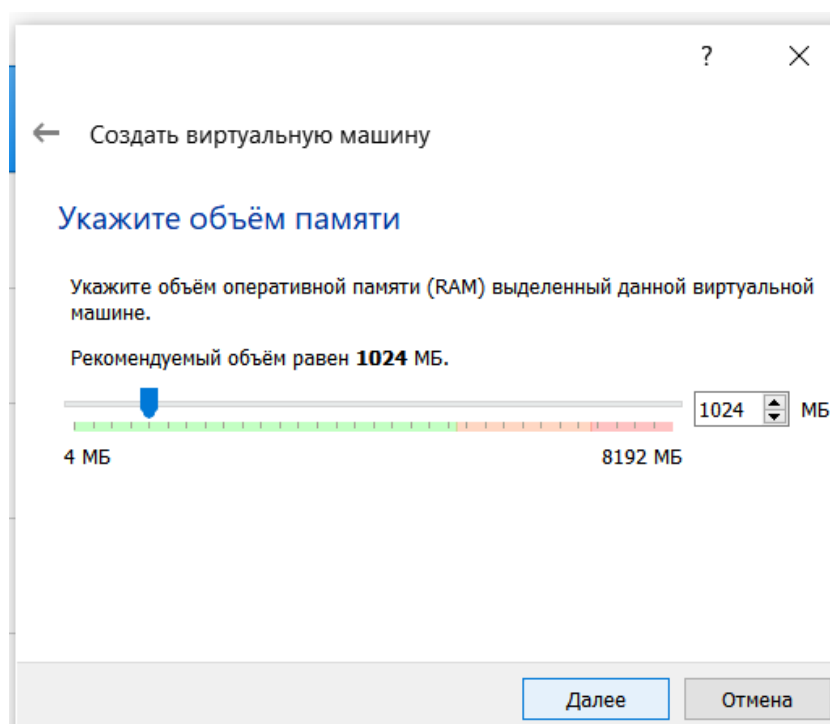 ?
Создать виртуальную машину
Укажите объём памяти
Укажите объём оперативной памяти (RAM) выделенный данной виртуальной
машине.
Рекомендуемый объём равен 1024 МБ.
1024 МБ
4 МБ 8192 МБ
Далее Отмена